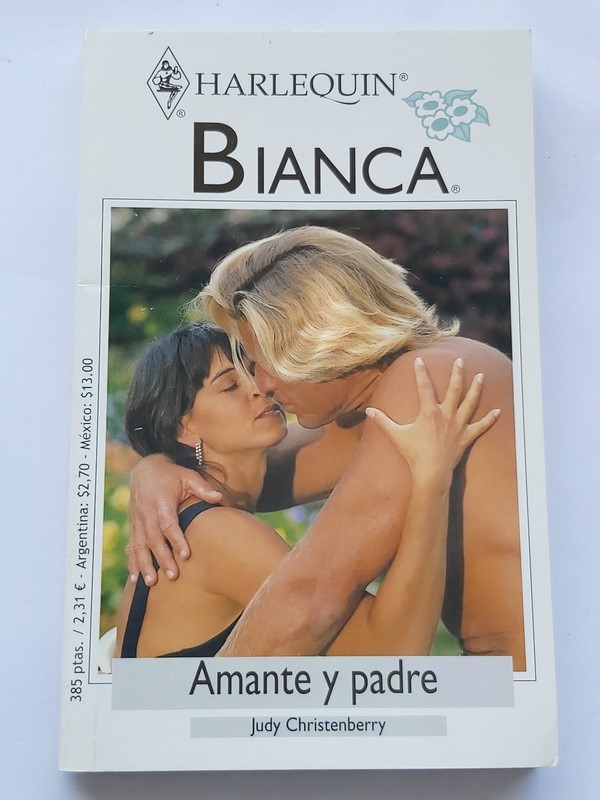 HARLEQUIN®
®
BIANCA®
385 ptas. / 2,31 € - Argentina: $2,70 - México: $13.00
Amante y padre
Judy Christenberry